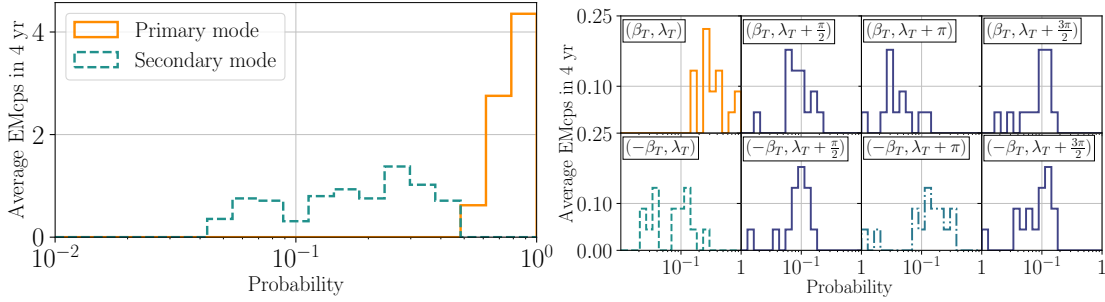 Average EMcps in 4 yr
4
2
0
Primary mode
Secondary mode
10⁻²
10⁻¹
10⁰
Probability
Average EMcps in 4 yr
0.25
0.10
0.25
0.10
0.00
(β_T, λ_T)
(β_T, λ_T + π/2)
(β_T, λ_T + π)
(β_T, λ_T + 3π/2)
(−β_T, λ_T)
(−β_T, λ_T + π/2)
(−β_T, λ_T + π)
(−β_T, λ_T + 3π/2)
10⁻¹
1
10⁻¹
1
10⁻¹
1
10⁻¹
1
Probability